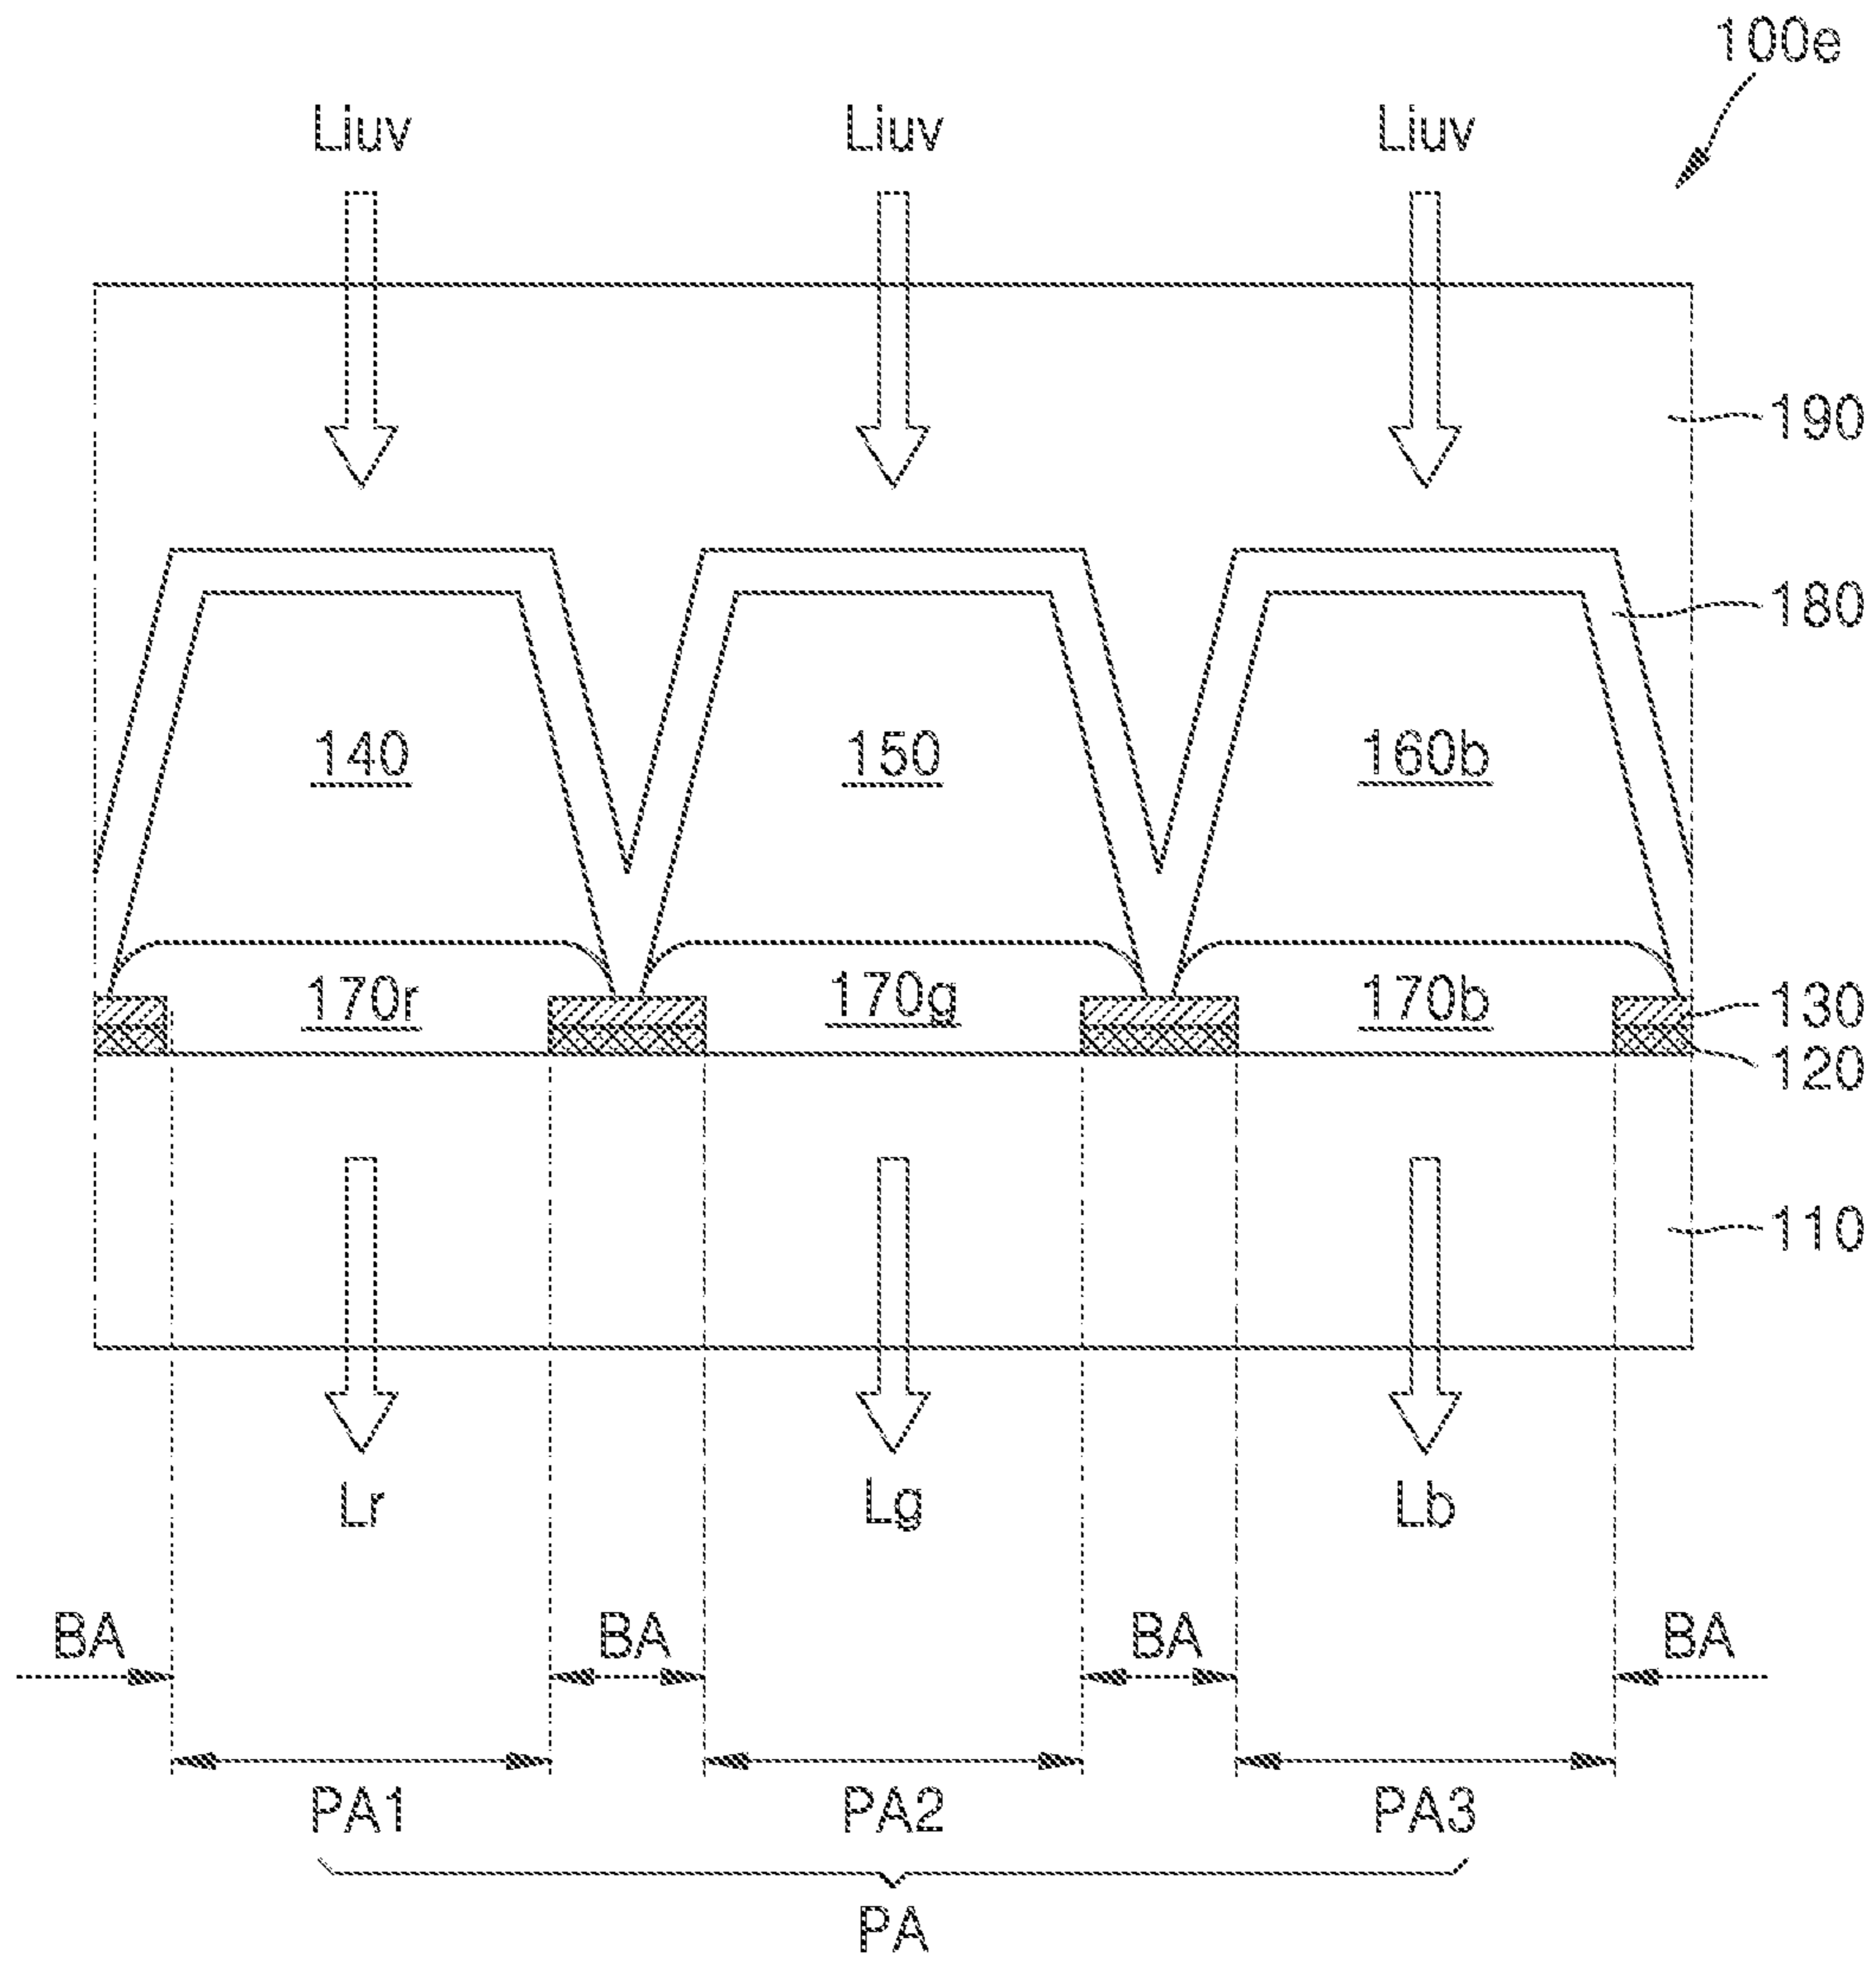 100e
Liuv Liuv Liuv
190
180
140 150 160b
170r 170g 170b
130
120
110
Lr Lg Lb
BA BA BA BA
PA1 PA2 PA3
PA